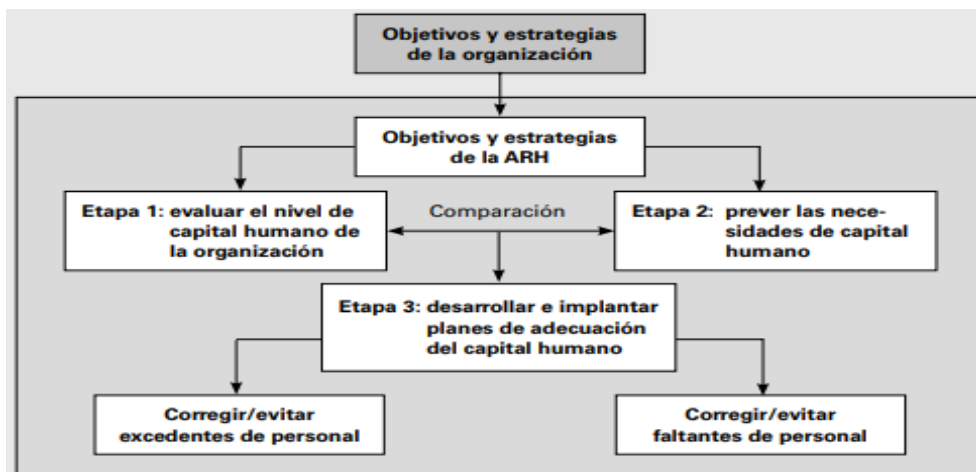 Objetivos y estrategias
de la organización
Objetivos y estrategias
de la ARH
Etapa 1: evaluar el nivel de
capital humano de
la organización
Comparación
Etapa 2: prever las nece-
sidades de capital
humano
Etapa 3: desarrollar e implantar
planes de adecuación
del capital humano
Corregir/evitar
excedentes de personal
Corregir/evitar
faltantes de personal